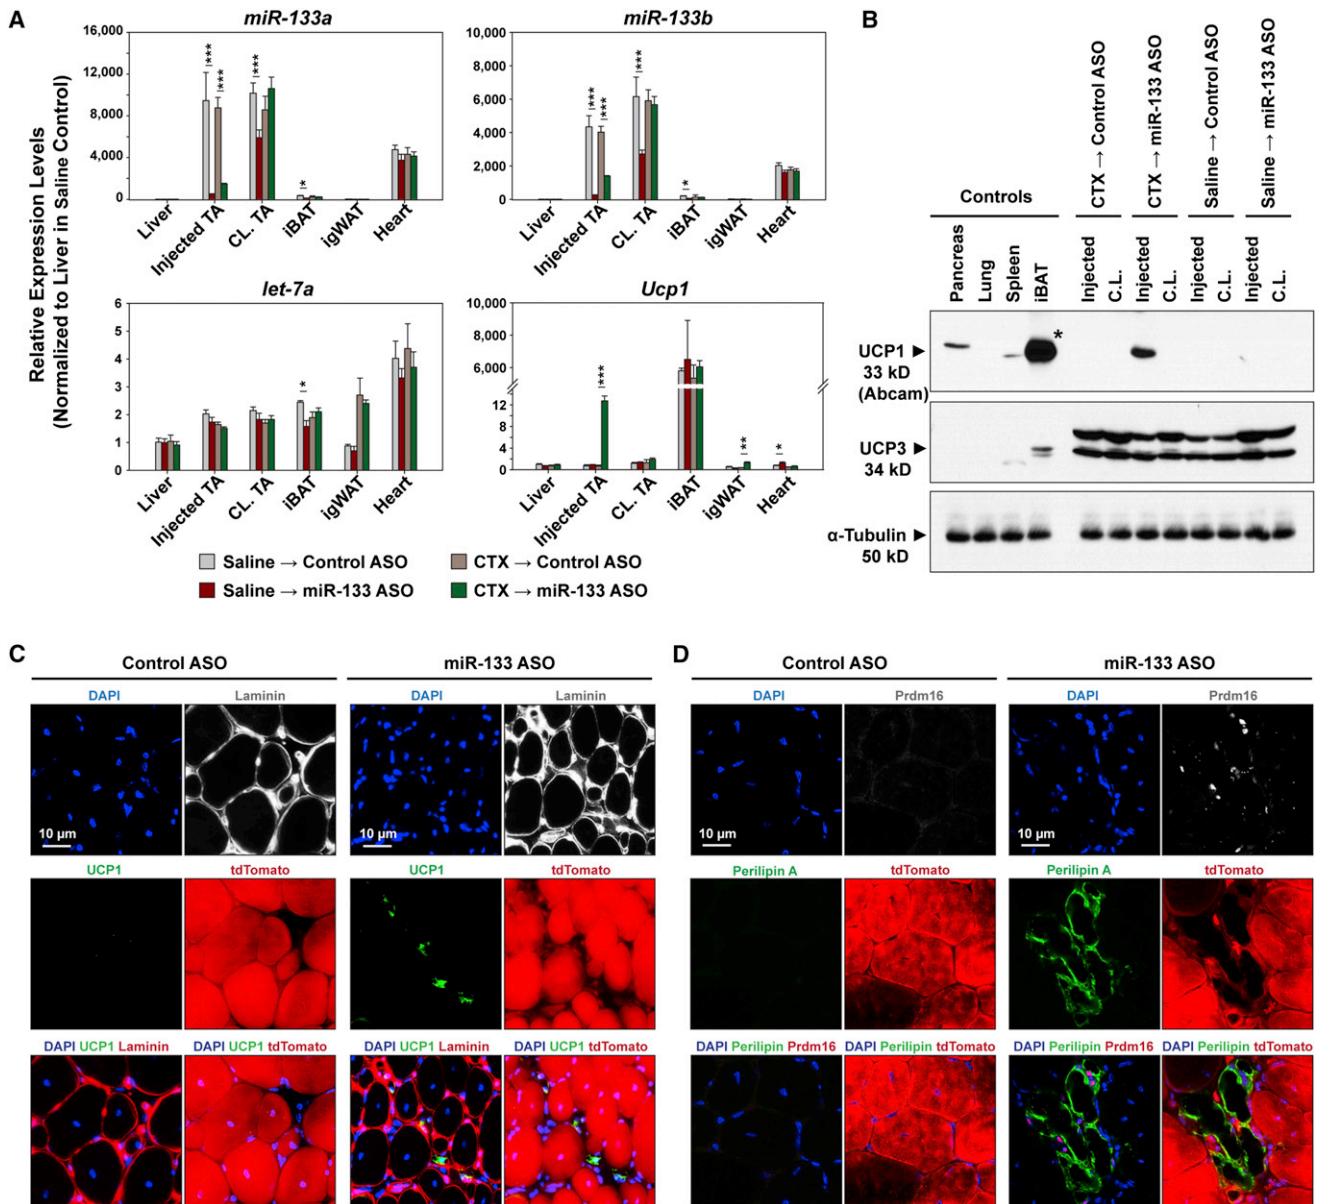 A
miR-133a
miR-133b
B
Relative Expression Levels
(Normalized to Liver in Saline Control)
16,000
12,000
8,000
4,000
0
***
***
***
*
Liver
Injected TA
CL. TA
iBAT
igWAT
Heart
10,000
8,000
6,000
4,000
2,000
0
***
***
***
*
Liver
Injected TA
CL. TA
iBAT
igWAT
Heart
let-7a
6
5
4
3
2
1
0
*
Liver
Injected TA
CL. TA
iBAT
igWAT
Heart
Ucp1
10,000
6,000
12
8
4
0
***
**
*
Liver
Injected TA
CL. TA
iBAT
igWAT
Heart
Saline → Control ASO
CTX → Control ASO
Saline → miR-133 ASO
CTX → miR-133 ASO
CTX → Control ASO
CTX → miR-133 ASO
Saline → Control ASO
Saline → miR-133 ASO
Controls
Pancreas
Lung
Spleen
iBAT
Injected
C.L.
Injected
C.L.
Injected
C.L.
Injected
C.L.
*
UCP1
33 kD
(Abcam)
UCP3
34 kD
α-Tubulin
50 kD
C
Control ASO
miR-133 ASO
DAPI
Laminin
DAPI
Laminin
10 µm
10 µm
UCP1
tdTomato
UCP1
tdTomato
DAPI UCP1 Laminin
DAPI UCP1 tdTomato
DAPI UCP1 Laminin
DAPI UCP1 tdTomato
D
Control ASO
miR-133 ASO
DAPI
Prdm16
DAPI
Prdm16
10 µm
10 µm
Perilipin A
tdTomato
Perilipin A
tdTomato
DAPI Perilipin Prdm16
DAPI Perilipin tdTomato
DAPI Perilipin Prdm16
DAPI Perilipin tdTomato